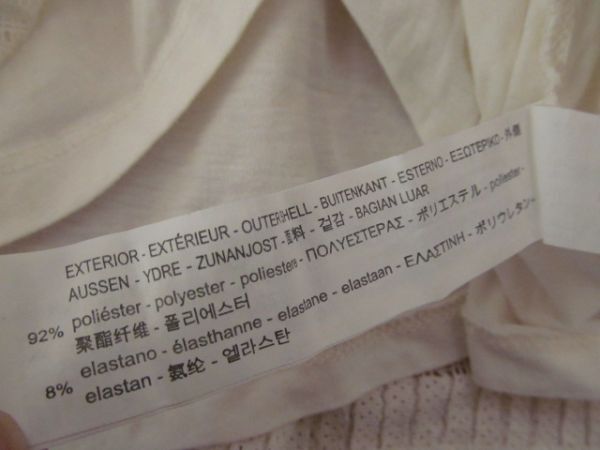 EXTERIOR - EXTÉRIEUR - OUTERSHELL - BUITENKANT - ESTERNO - ΕΞΩΤΕΡΙΚΟ - 外側
AUSSEN - YDRE - ZUNANJOST - 面料 - 겉감 - BAGIAN LUAR
92% poliéster - polyester - poliestere - ΠΟΛΥΕΣΤΕΡΑΣ - ポリエステル - poliester -
聚酯纤维 - 폴리에스터
8% elastano - élasthanne - elastane - elastaan - ΕΛΑΣΤΙΝΗ - ポリウレタン -
elastan - 氨纶 - 엘라스탄